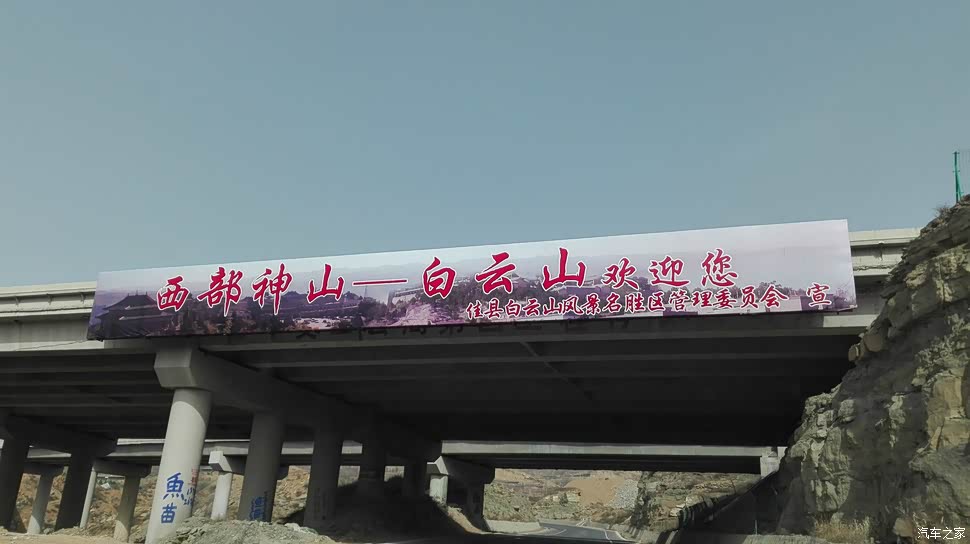 西部神山—白云山欢迎您
佳县白云山风景名胜区管理委员会 宣
魚苗
汽车之家